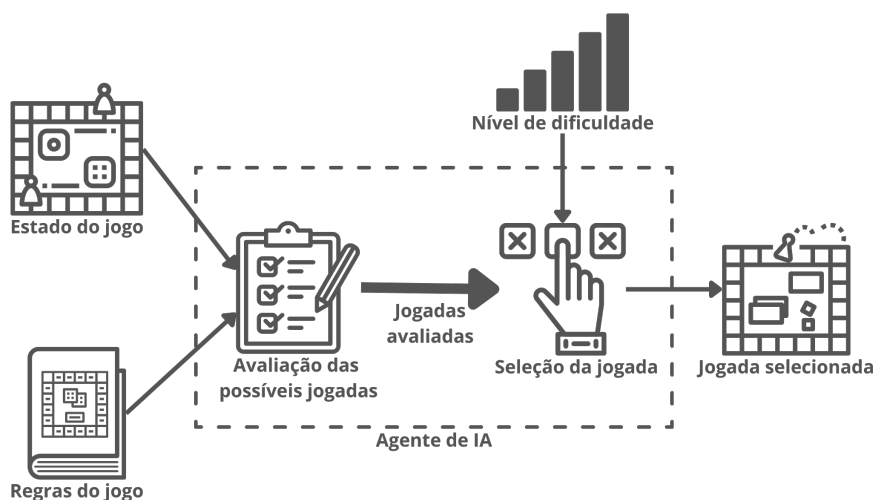 Nível de dificuldade
Estado do jogo
Jogadas
avaliadas
Avaliação das
possíveis jogadas
Seleção da jogada
Jogada selecionada
Agente de IA
Regras do jogo